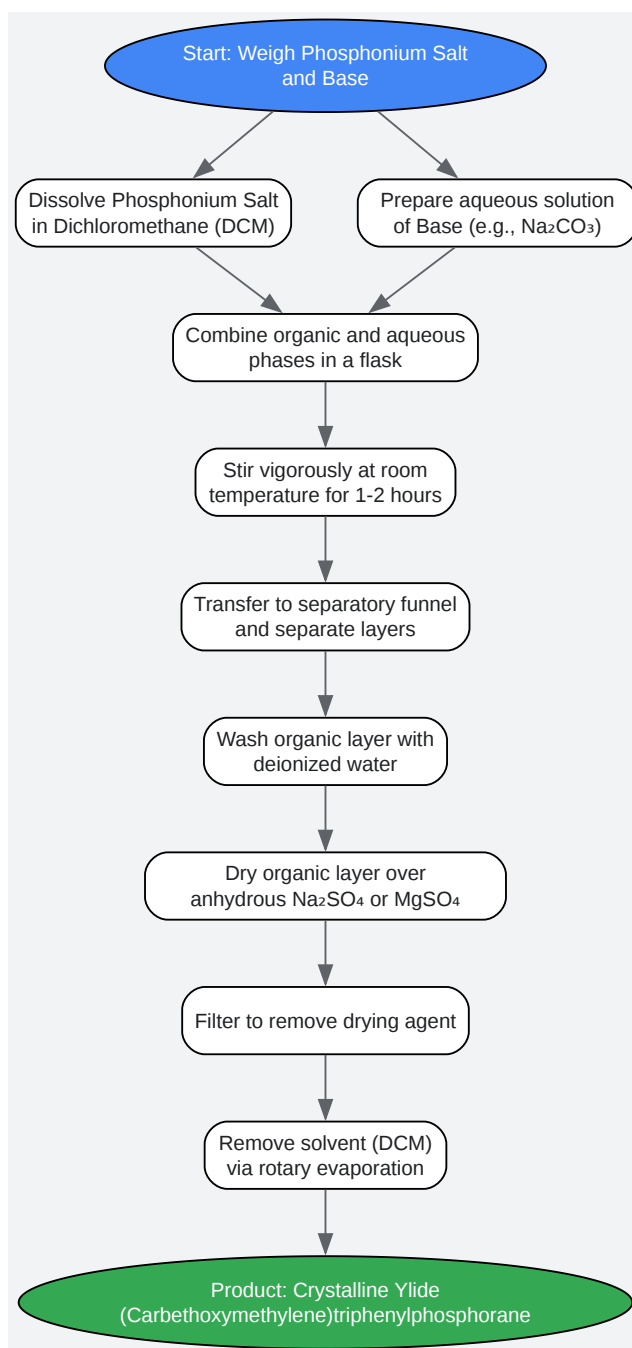 Start: Weigh Phosphonium Salt
and Base
Dissolve Phosphonium Salt
in Dichloromethane (DCM)
Prepare aqueous solution
of Base (e.g., Na₂CO₃)
Combine organic and aqueous
phases in a flask
Stir vigorously at room
temperature for 1-2 hours
Transfer to separatory funnel
and separate layers
Wash organic layer with
deionized water
Dry organic layer over
anhydrous Na₂SO₄ or MgSO₄
Filter to remove drying agent
Remove solvent (DCM)
via rotary evaporation
Product: Crystalline Ylide
(Carbethoxymethylene)triphenylphosphorane